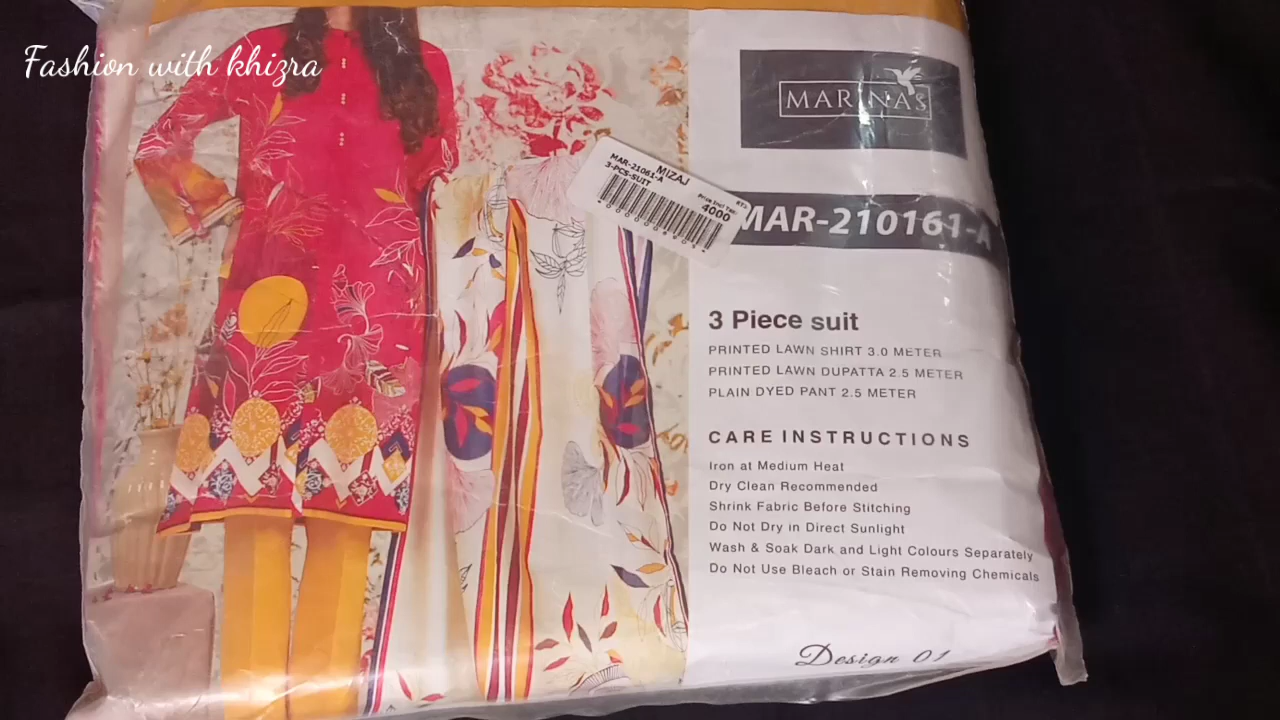 Fashion with khizra
MARINAS
MIZAJ
MAR-21061-A
3-PCS-SUIT
4000
MAR-210161-A
3 Piece suit
PRINTED LAWN SHIRT 3.0 METER
PRINTED LAWN DUPATTA 2.5 METER
PLAIN DYED PANT 2.5 METER
CARE INSTRUCTIONS
Iron at Medium Heat
Dry Clean Recommended
Shrink Fabric Before Stitching
Do Not Dry in Direct Sunlight
Wash & Soak Dark and Light Colours Separately
Do Not Use Bleach or Stain Removing Chemicals
Design 01